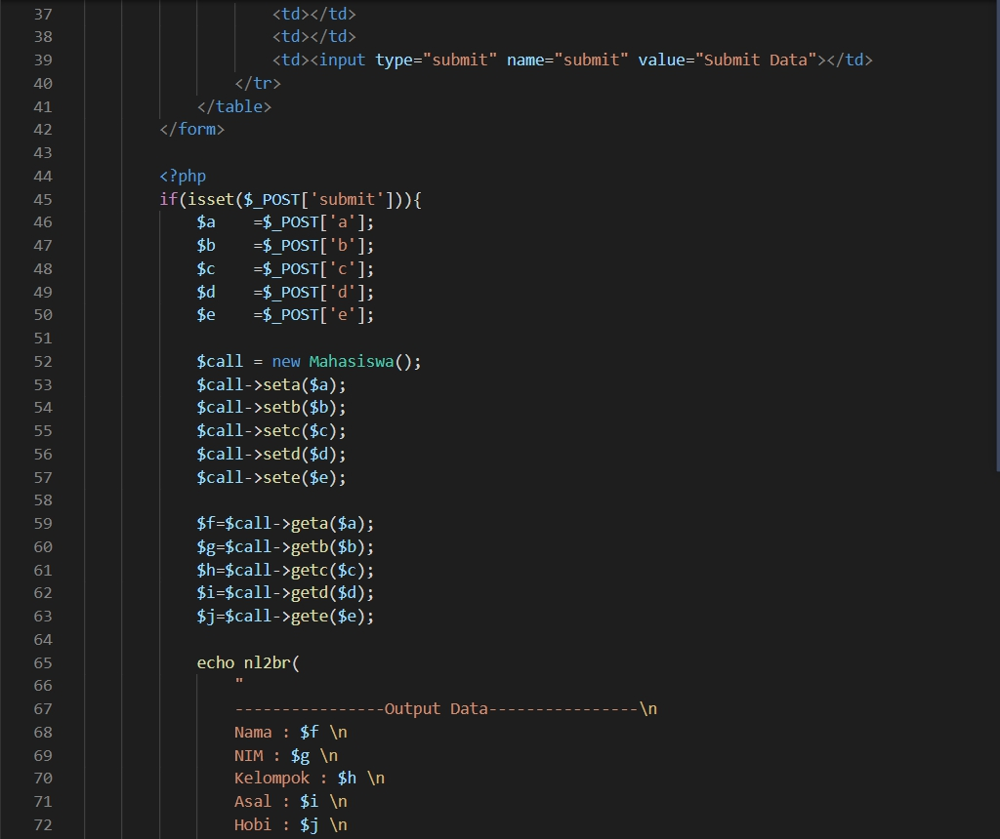 37 <td></td>
38 <td></td>
39 <td><input type="submit" name="submit" value="Submit Data"></td>
40 </tr>
41 </table>
42 </form>
43
44 <?php
45 if(isset($_POST['submit'])){
46 $a    =$_POST['a'];
47 $b    =$_POST['b'];
48 $c    =$_POST['c'];
49 $d    =$_POST['d'];
50 $e    =$_POST['e'];
51
52 $call = new Mahasiswa();
53 $call->seta($a);
54 $call->setb($b);
55 $call->setc($c);
56 $call->setd($d);
57 $call->sete($e);
58
59 $f=$call->geta($a);
60 $g=$call->getb($b);
61 $h=$call->getc($c);
62 $i=$call->getd($d);
63 $j=$call->gete($e);
64
65 echo nl2br(
66 "
67 ----------------Output Data----------------\n
68 Nama : $f \n
69 NIM : $g \n
70 Kelompok : $h \n
71 Asal : $i \n
72 Hobi : $j \n